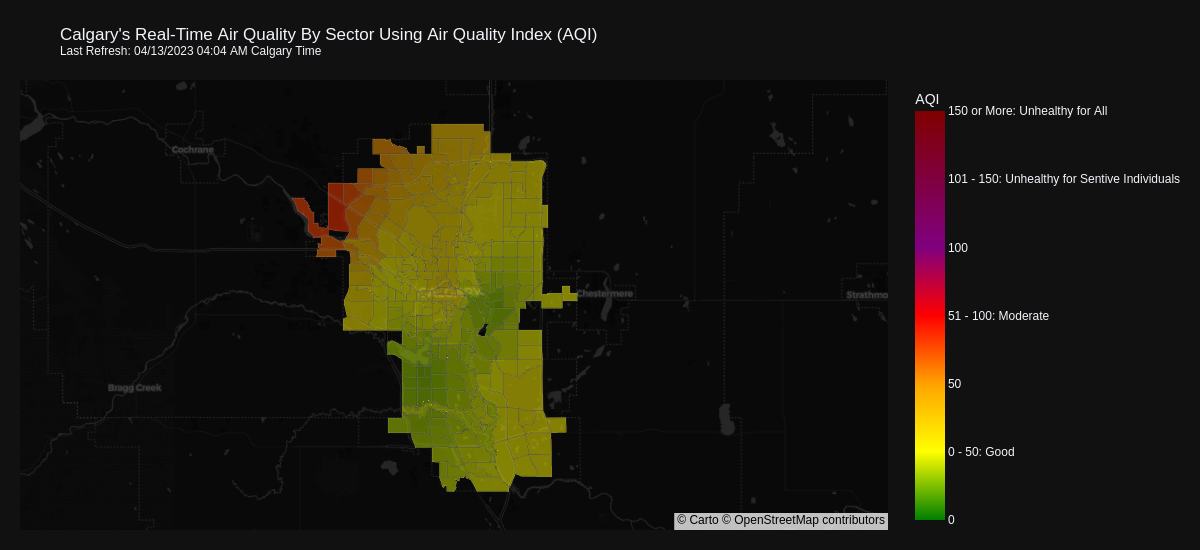 Calgary's Real-Time Air Quality By Sector Using Air Quality Index (AQI)
Last Refresh: 04/13/2023 04:04 AM Calgary Time
AQI
150 or More: Unhealthy for All
101 - 150: Unhealthy for Sentive Individuals
100
51 - 100: Moderate
50
0 - 50: Good
0
Cochrane
Chestermere
Strathmo
Bragg Creek
© Carto © OpenStreetMap contributors